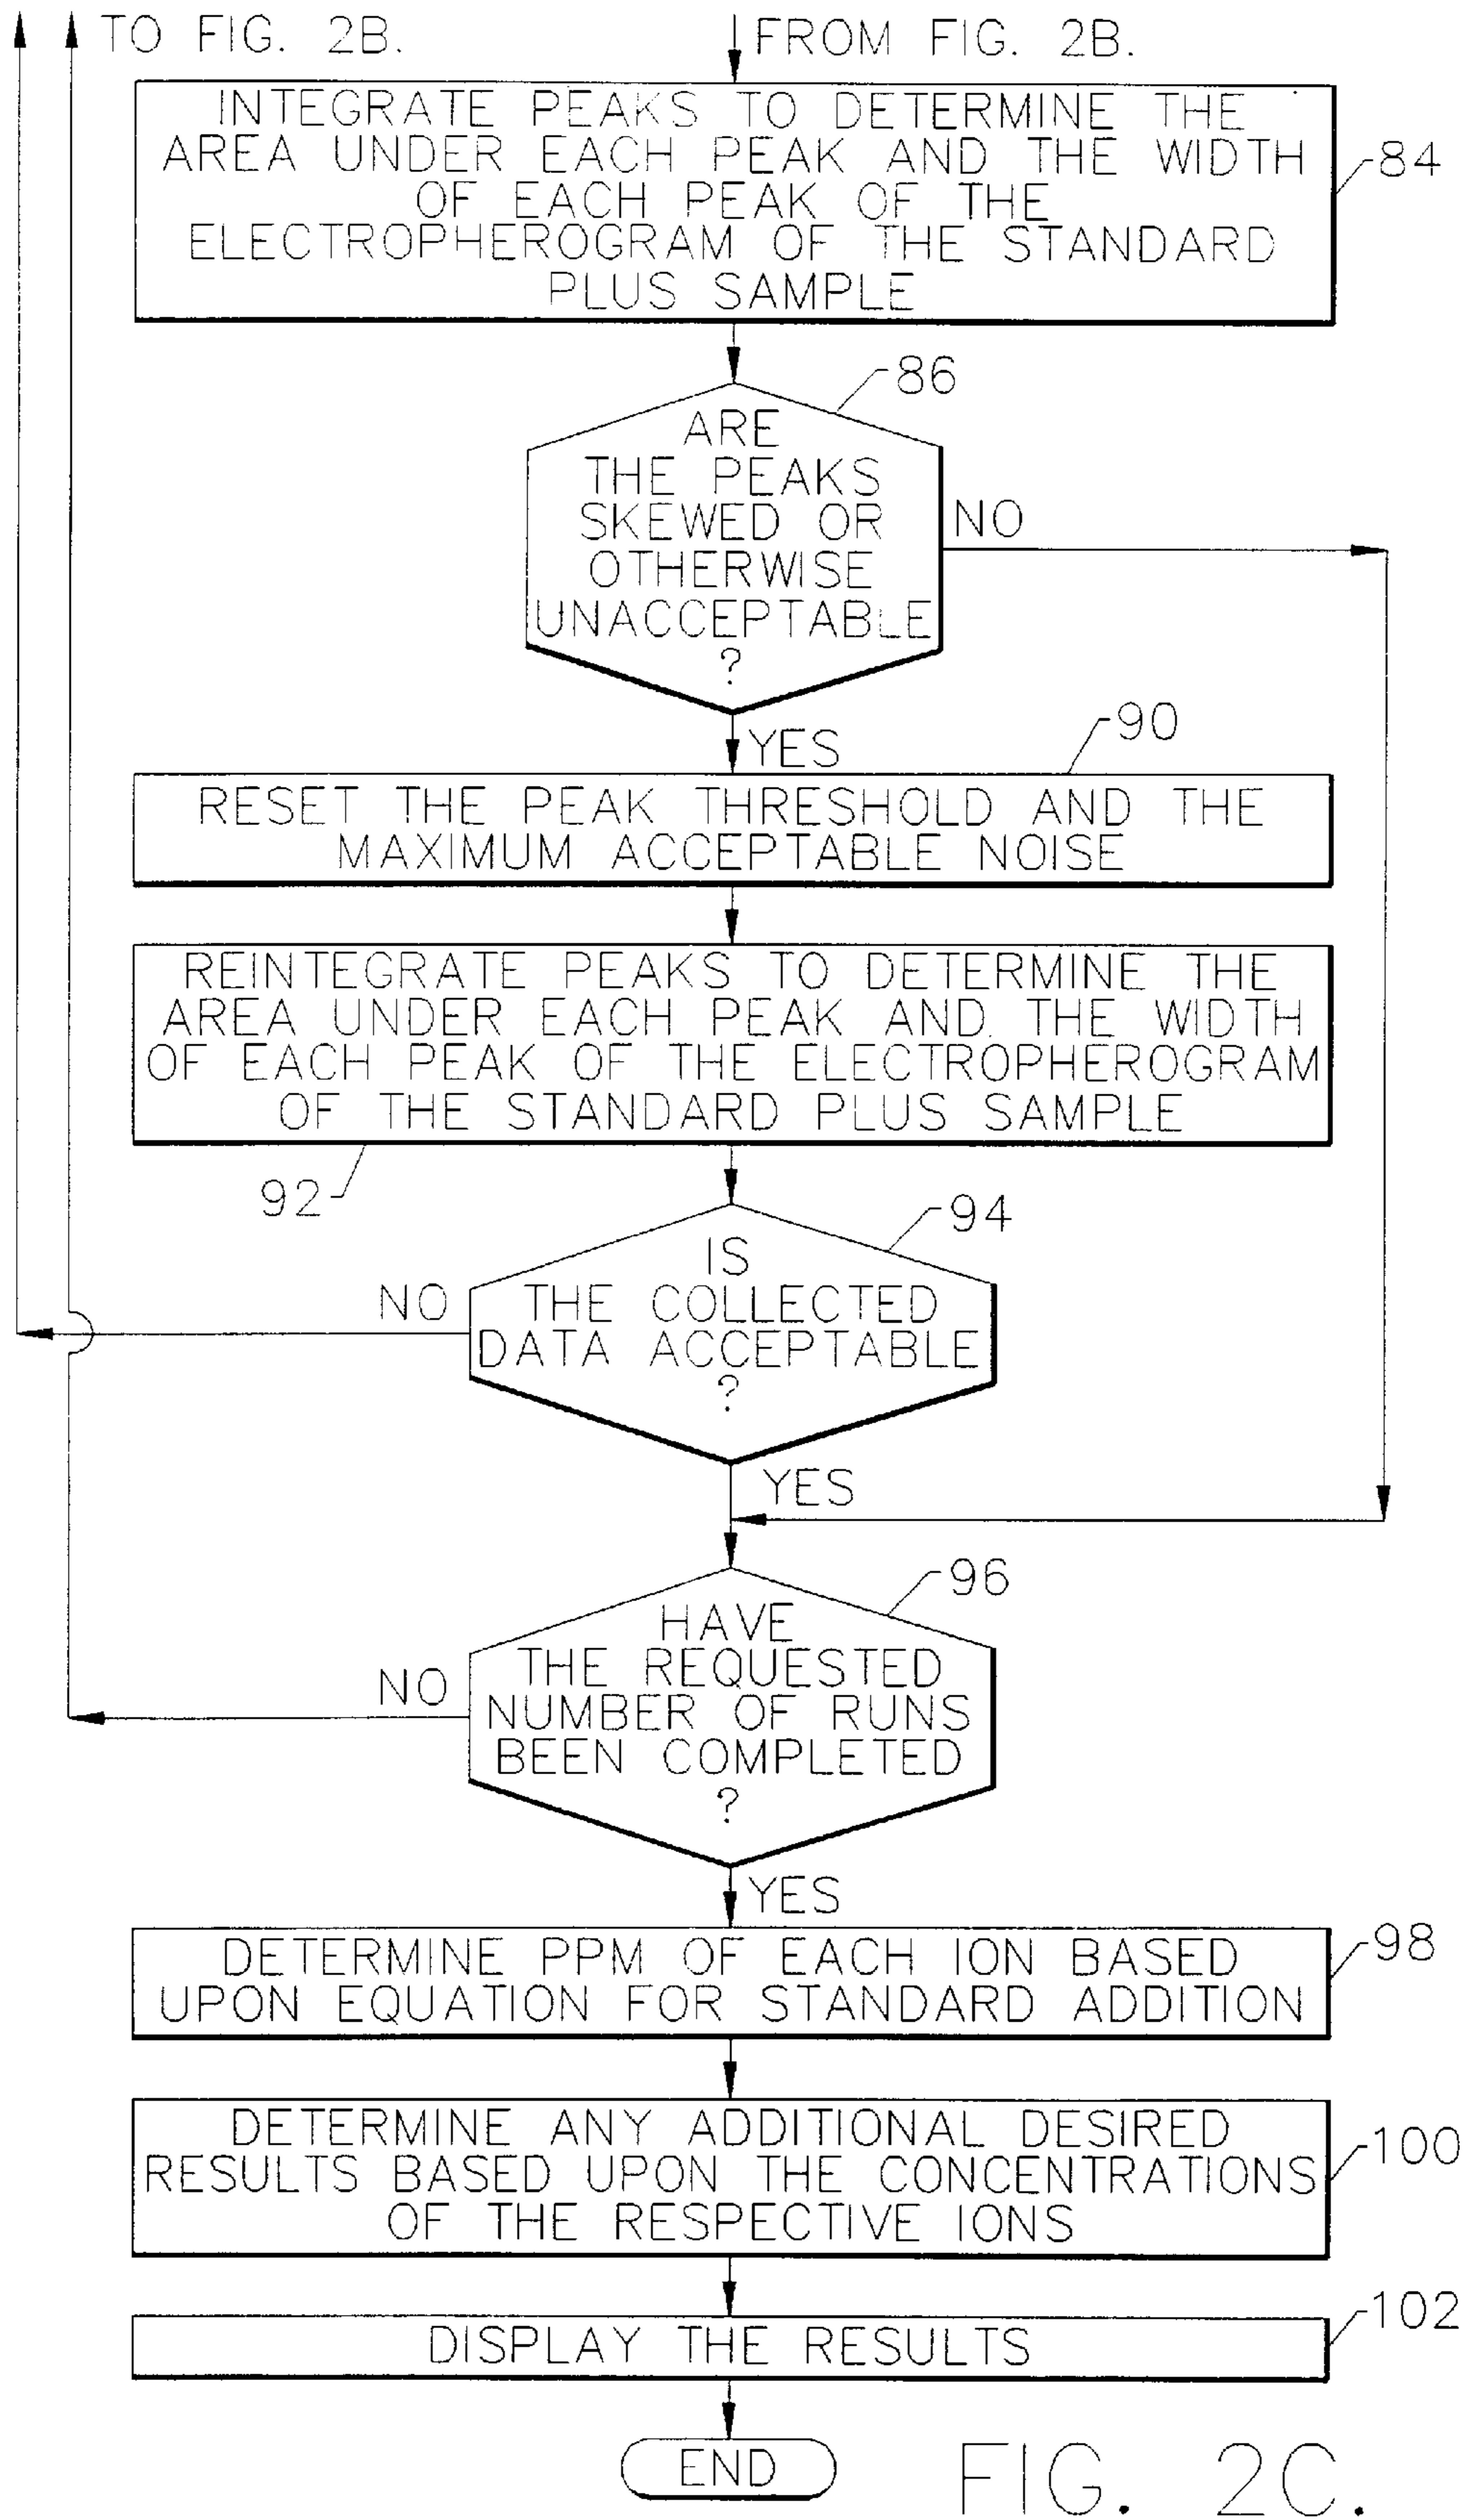 TO FIG. 2B.
FROM FIG. 2B.
INTEGRATE PEAKS TO DETERMINE THE
AREA UNDER EACH PEAK AND THE WIDTH
OF EACH PEAK OF THE
ELECTROPHEROGRAM OF THE STANDARD
PLUS SAMPLE
84
86
ARE
THE PEAKS
SKEWED OR
OTHERWISE
UNACCEPTABLE
?
NO
YES
90
RESET THE PEAK THRESHOLD AND THE
MAXIMUM ACCEPTABLE NOISE
REINTEGRATE PEAKS TO DETERMINE THE
AREA UNDER EACH PEAK AND THE WIDTH
OF EACH PEAK OF THE ELECTROPHEROGRAM
OF THE STANDARD PLUS SAMPLE
92
94
IS
THE COLLECTED
DATA ACCEPTABLE
?
NO
YES
96
HAVE
THE REQUESTED
NUMBER OF RUNS
BEEN COMPLETED
?
NO
YES
DETERMINE PPM OF EACH ION BASED
UPON EQUATION FOR STANDARD ADDITION
98
DETERMINE ANY ADDITIONAL DESIRED
RESULTS BASED UPON THE CONCENTRATIONS
OF THE RESPECTIVE IONS
100
DISPLAY THE RESULTS
102
END
FIG. 2C.